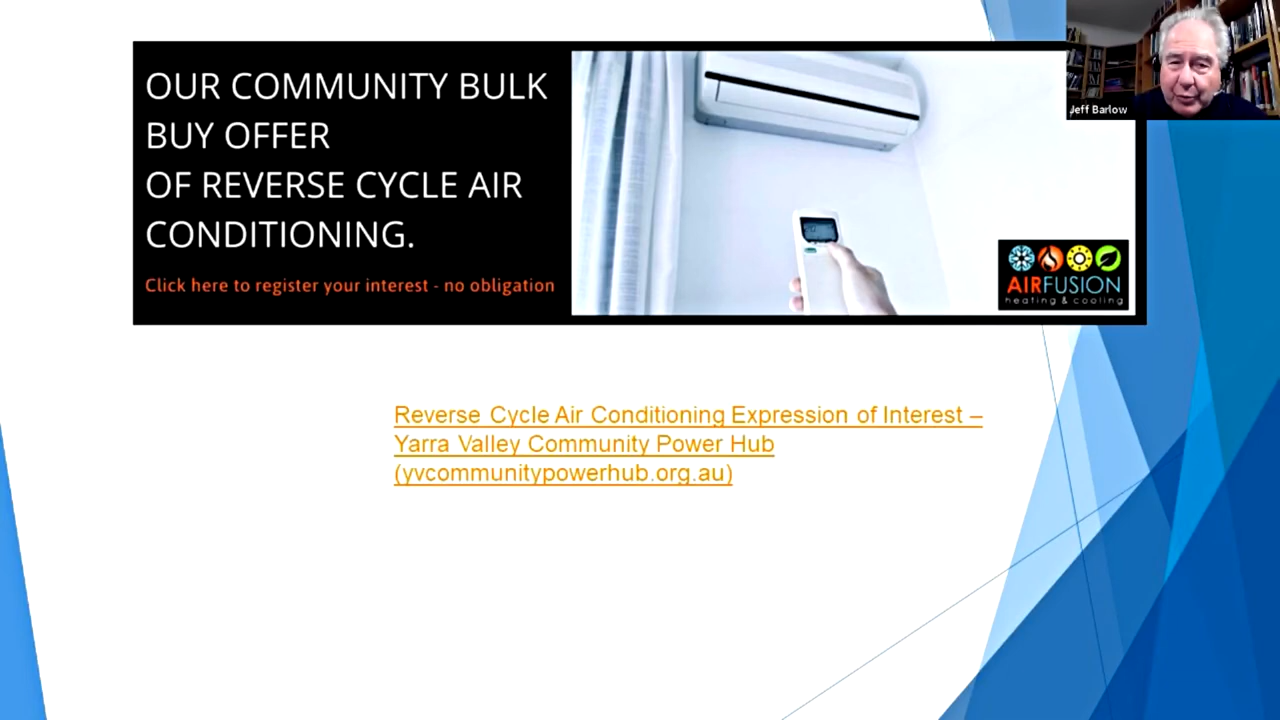 OUR COMMUNITY BULK
BUY OFFER
OF REVERSE CYCLE AIR
CONDITIONING.
Click here to register your interest - no obligation
AIRFUSION
heating & cooling
Jeff Barlow
Reverse Cycle Air Conditioning Expression of Interest –
Yarra Valley Community Power Hub
(yvcommunitypowerhub.org.au)